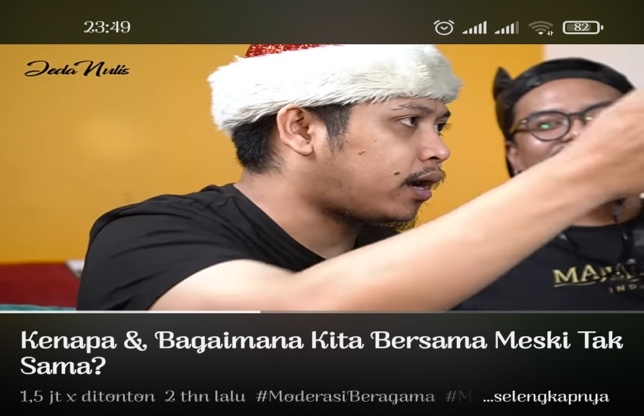 23:49
82
Jeda Nulis
Kenapa & Bagaimana Kita Bersama Meski Tak
Sama?
1,5 jt x ditonton 2 thn lalu #ModerasiBeragama #M ...selengkapnya